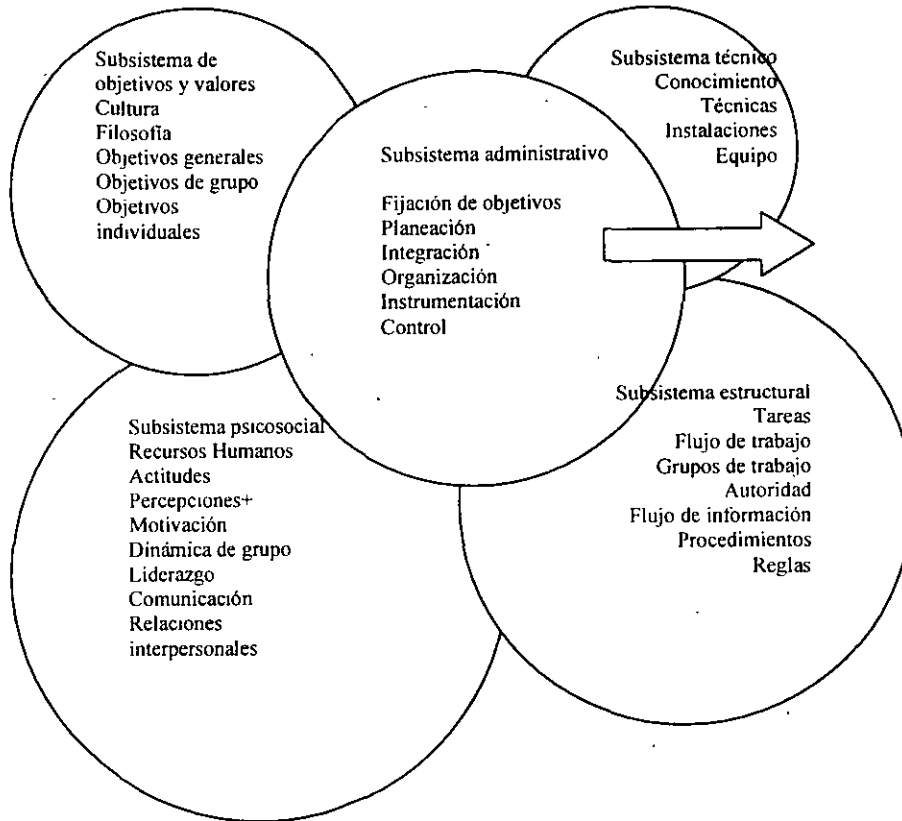 Subsistema de
objetivos y valores
Cultura
Filosofía
Objetivos generales
Objetivos de grupo
Objetivos
individuales
Subsistema técnico
Conocimiento
Técnicas
Instalaciones
Equipo
Subsistema administrativo
Fijación de objetivos
Planeación
Integración
Organización
Instrumentación
Control
Subsistema psicosocial
Recursos Humanos
Actitudes
Percepciones+
Motivación
Dinámica de grupo
Liderazgo
Comunicación
Relaciones
interpersonales
Subsistema estructural
Tareas
Flujo de trabajo
Grupos de trabajo
Autoridad
Flujo de información
Procedimientos
Reglas